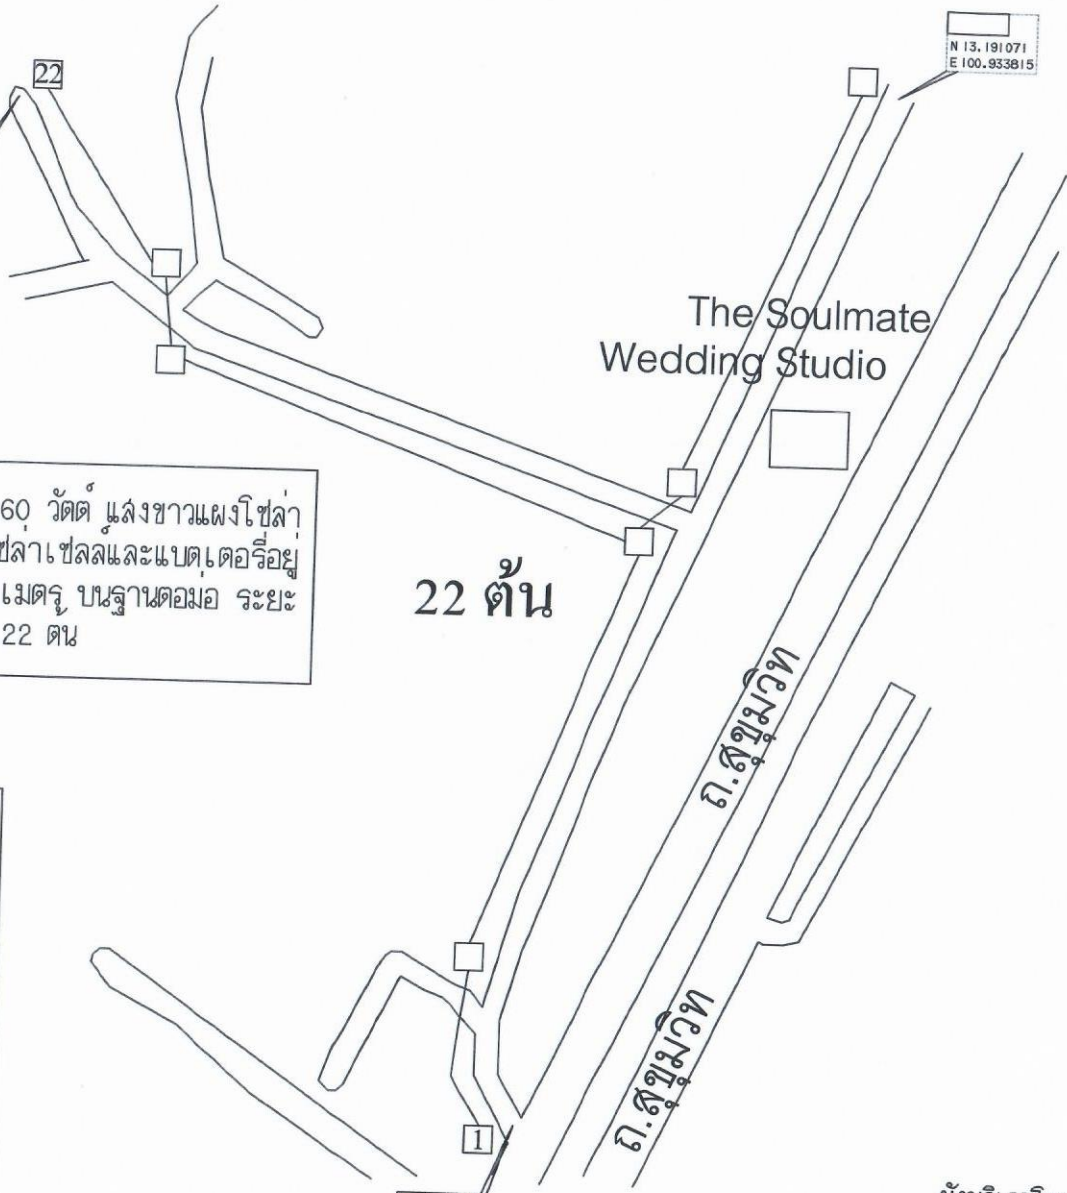 22
N 13.191071
E 100.933815
The Soulmate
Wedding Studio
60 วัตต์ แสงขาวแผงโซล่า
ซล่าเซลล์และแบตเตอรี่อยู่
เมตร บนฐานตอม่อ ระยะ
22 ต้น
22 ต้น
ถ.สุขุมวิท
ถ.สุขุมวิท
1